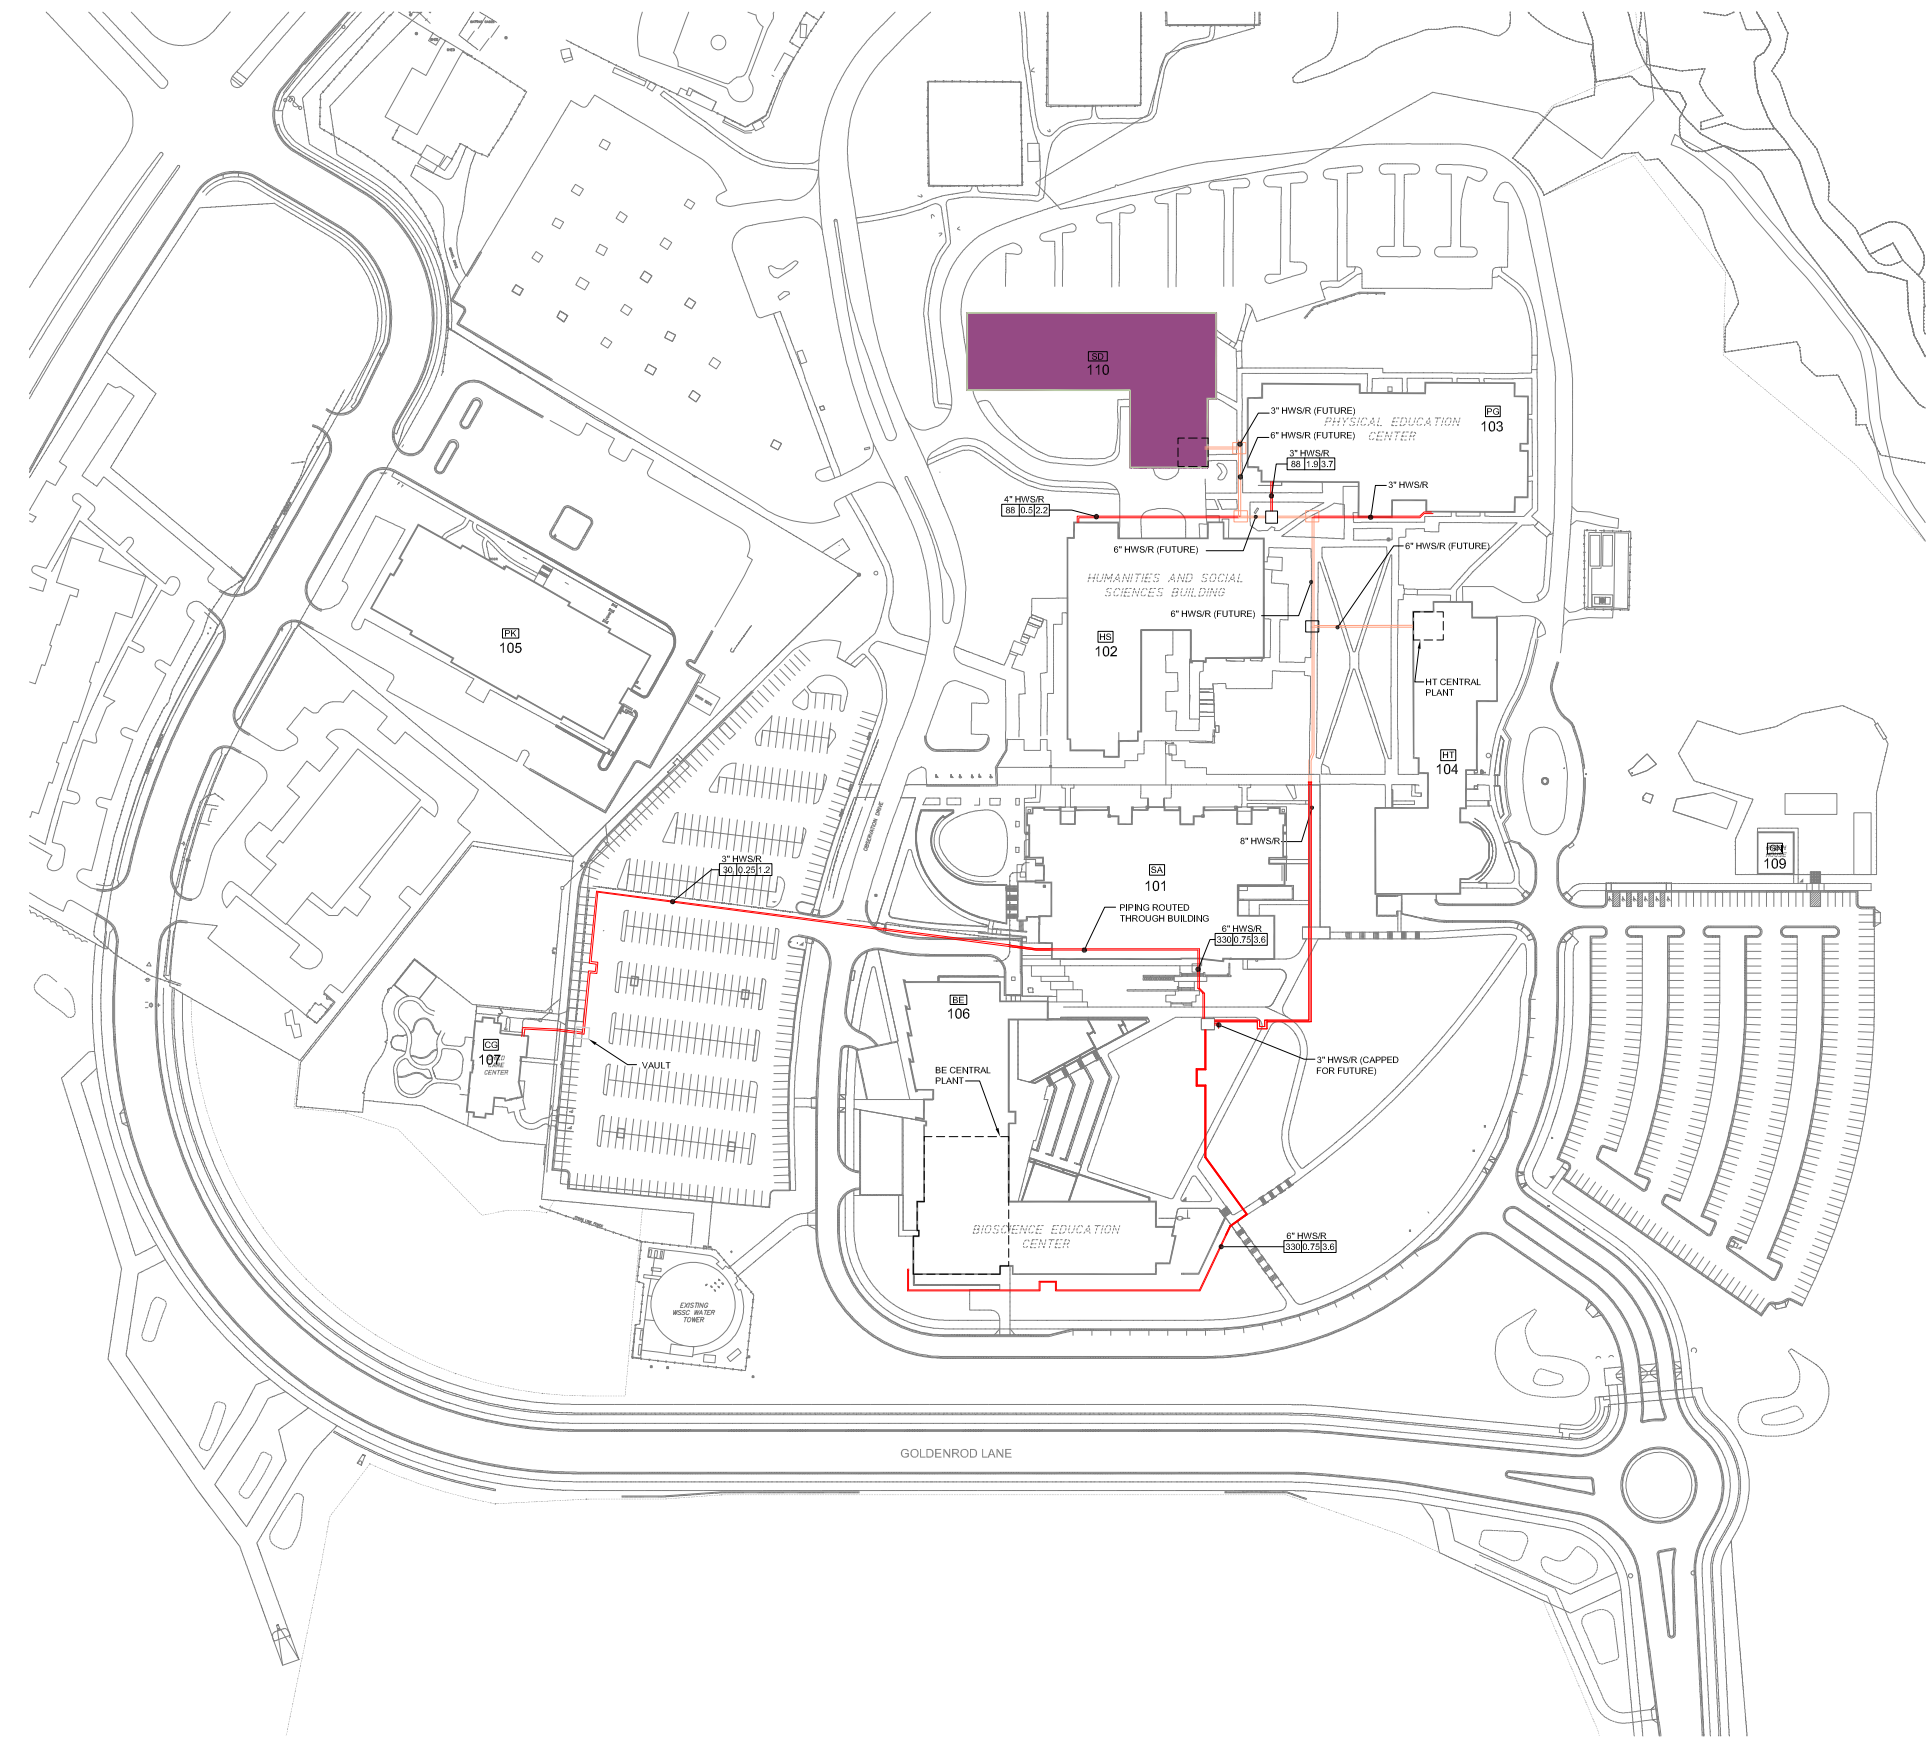 SD
110
3" HWS/R (FUTURE)
PHYSICAL EDUCATION
CENTER
PG
103
6" HWS/R (FUTURE)
3" HWS/R
88 1.9 3.7
3" HWS/R
4" HWS/R
88 0.5 2.2
6" HWS/R (FUTURE)
6" HWS/R (FUTURE)
HUMANITIES AND SOCIAL
SCIENCES BUILDING
6" HWS/R (FUTURE)
HS
102
PK
105
HT CENTRAL
PLANT
HT
104
OBSERVATION DRIVE
8" HWS/R
3" HWS/R
30, 0.25 1.2
SA
101
109
PIPING ROUTED
THROUGH BUILDING
6" HWS/R
330 0.75 3.6
BE
106
CG
107
CENTER
VAULT
3" HWS/R (CAPPED
FOR FUTURE)
BE CENTRAL
PLANT
BIOSCIENCE EDUCATION
CENTER
6" HWS/R
330 0.75 3.6
EXISTING
WSSC WATER
TOWER
GOLDENROD LANE